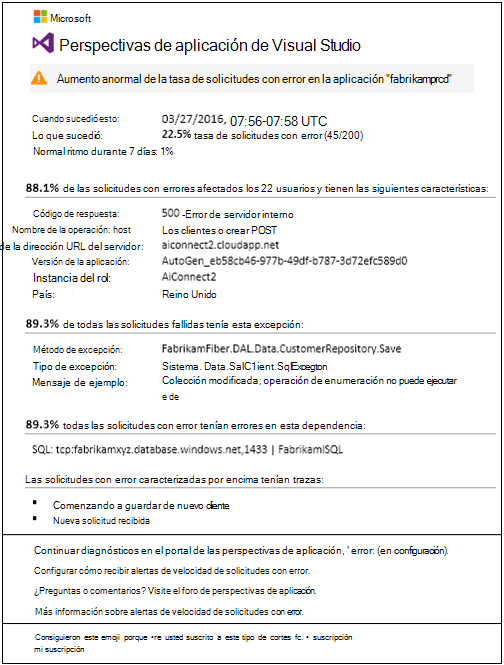 Microsoft
Perspectivas de aplicación de Visual Studio
Aumento anormal de la tasa de solicitudes con error en la aplicación "fabrikamprcd"
Cuando sucedió esto: 03/27/2016, 07:56-07:58 UTC
Lo que sucedió: 22.5% tasa de solicitudes con error (45/200)
Normal ritmo durante 7 días: 1%
88.1% de las solicitudes con errores afectados los 22 usuarios y tienen las siguientes características:
Código de respuesta: 500 -Error de servidor interno
Nombre de la operación: host Los clientes o crear POST
de la dirección URL del servidor: aiconnect2.cloudapp.net
Versión de la aplicación: AutoGen_eb58cb46-977b-49df-b787-3d72efc589d0
Instancia del rol: AiConnect2
País: Reino Unido
89.3% de todas las solicitudes fallidas tenía esta excepción:
Método de excepción: FabrikamFiber.DAL.Data.CustomerRepository.Save
Tipo de excepción: Sistema. Data.SalC1ient.SqlExcegton
Mensaje de ejemplo: Colección modificada; operación de enumeración no puede ejecutar
e de
89.3% todas las solicitudes con error tenían errores en esta dependencia:
SQL: tcp:fabrikamxyz.database.windows.net,1433 | FabrikamlSQL
Las solicitudes con error caracterizadas por encima tenían trazas:
▪ Comenzando a guardar de nuevo cliente
▪ Nueva solicitud recibida
Continuar diagnósticos en el portal de las perspectivas de aplicación, ' error: (en configuración).
Configurar cómo recibir alertas de velocidad de solicitudes con error.
¿Preguntas o comentarios? Visite el foro de perspectivas de aplicación.
Más información sobre alertas de velocidad de solicitudes con error.
Consiguieron este emoji porque •re usted suscrito a este tipo de cortes fc. • suscripción
mi suscripción